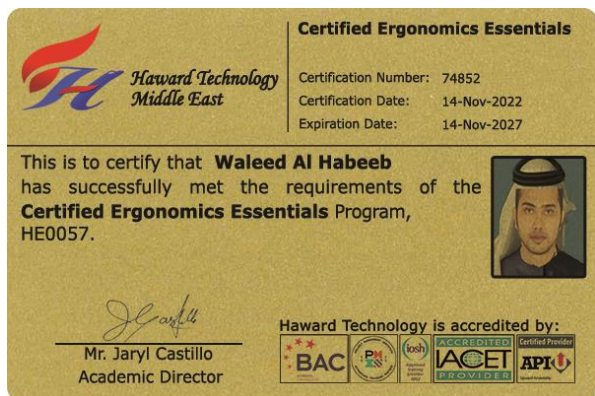 Haward Technology
Middle East
Certified Ergonomics Essentials
Certification Number: 74852
Certification Date: 14-Nov-2022
Expiration Date: 14-Nov-2027
This is to certify that Waleed Al Habeeb
has successfully met the requirements of the
Certified Ergonomics Essentials Program,
HE0057.
Mr. Jaryl Castillo
Academic Director
Haward Technology is accredited by:
BAC
iosh
ACCREDITED
IACET
PROVIDER
Certified Provider
API